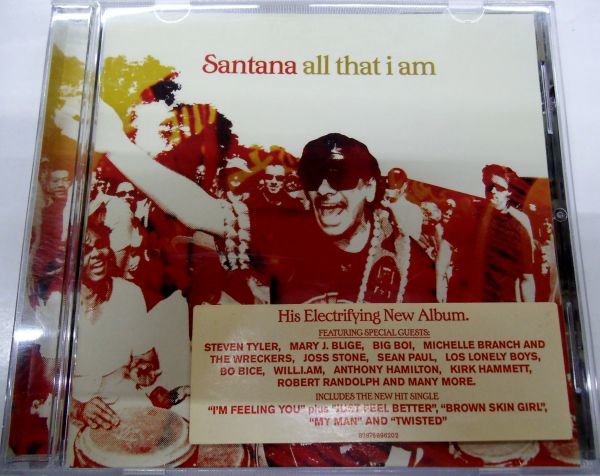 Santana all that i am
His Electrifying New Album.
FEATURING SPECIAL GUESTS:
STEVEN TYLER, MARY J. BLIGE, BIG BOI, MICHELLE BRANCH AND
THE WRECKERS, JOSS STONE, SEAN PAUL, LOS LONELY BOYS,
BO BICE, WILL.I.AM, ANTHONY HAMILTON, KIRK HAMMETT,
ROBERT RANDOLPH AND MANY MORE.
INCLUDES THE NEW HIT SINGLE
"I'M FEELING YOU" plus "JUST FEEL BETTER", "BROWN SKIN GIRL",
"MY MAN" AND "TWISTED"